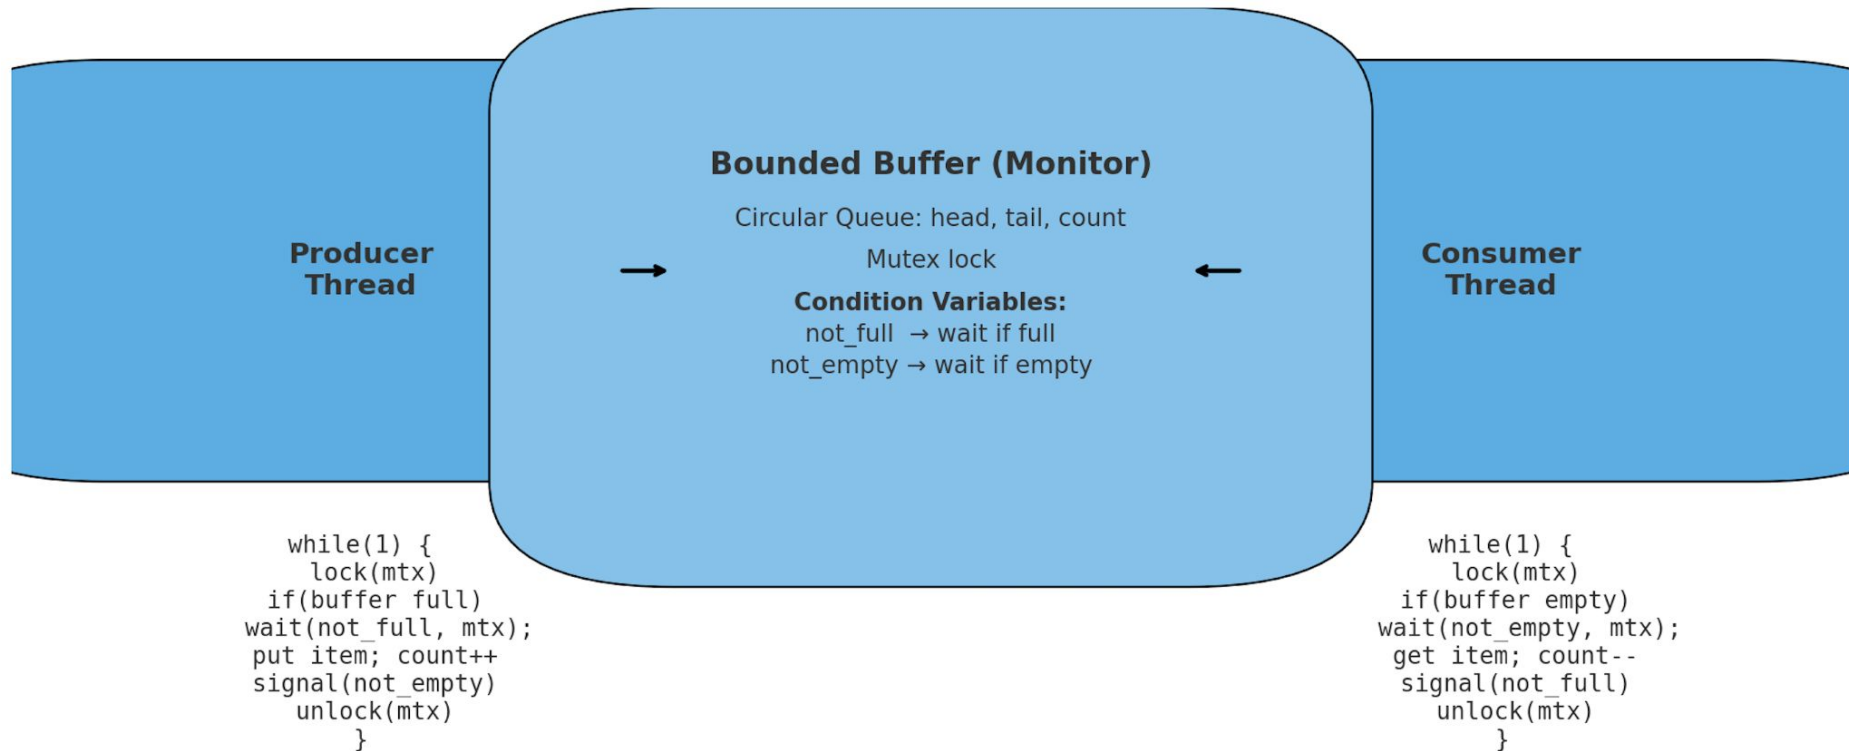 Producer
Thread
Bounded Buffer (Monitor)
Circular Queue: head, tail, count
Mutex lock
Condition Variables:
not_full → wait if full
not_empty → wait if empty
Consumer
Thread
while(1) {
lock(mtx)
if(buffer full)
wait(not_full, mtx);
put item; count++
signal(not_empty)
unlock(mtx)
}
while(1) {
lock(mtx)
if(buffer empty)
wait(not_empty, mtx);
get item; count--
signal(not_full)
unlock(mtx)
}